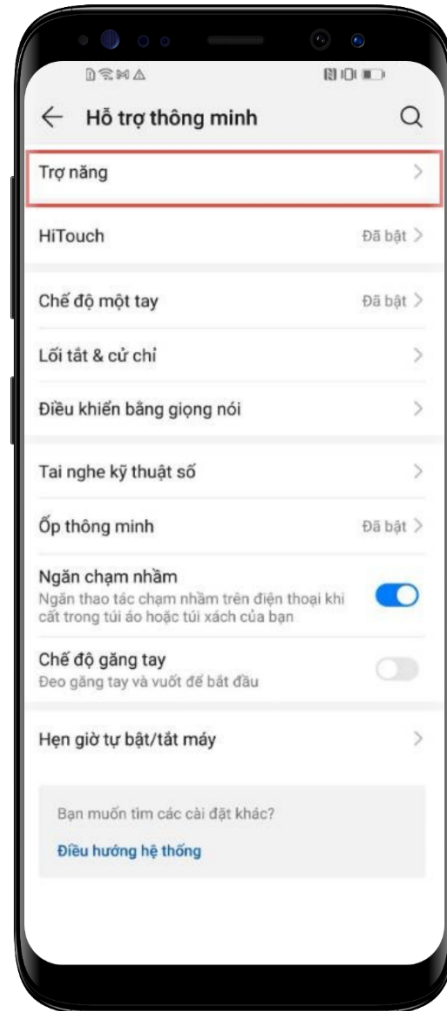 Hỗ trợ thông minh
Trợ năng
HiTouch Đã bật
Chế độ một tay Đã bật
Lối tắt & cử chỉ
Điều khiển bằng giọng nói
Tai nghe kỹ thuật số
Ốp thông minh Đã bật
Ngăn chạm nhầm
Ngăn thao tác chạm nhầm trên điện thoại khi
cất trong túi áo hoặc túi xách của bạn
Chế độ găng tay
Đeo găng tay và vuốt để bắt đầu
Hẹn giờ tự bật/tắt máy
Bạn muốn tìm các cài đặt khác?
Điều hướng hệ thống